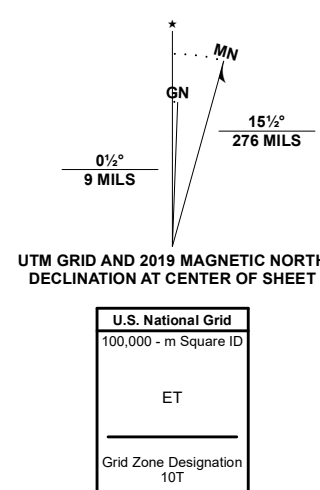 ★
MN
GN
15½°
276 MILS
0½°
9 MILS
UTM GRID AND 2019 MAGNETIC NORTH
DECLINATION AT CENTER OF SHEET
U.S. National Grid
100,000 - m Square ID
ET
Grid Zone Designation
10T